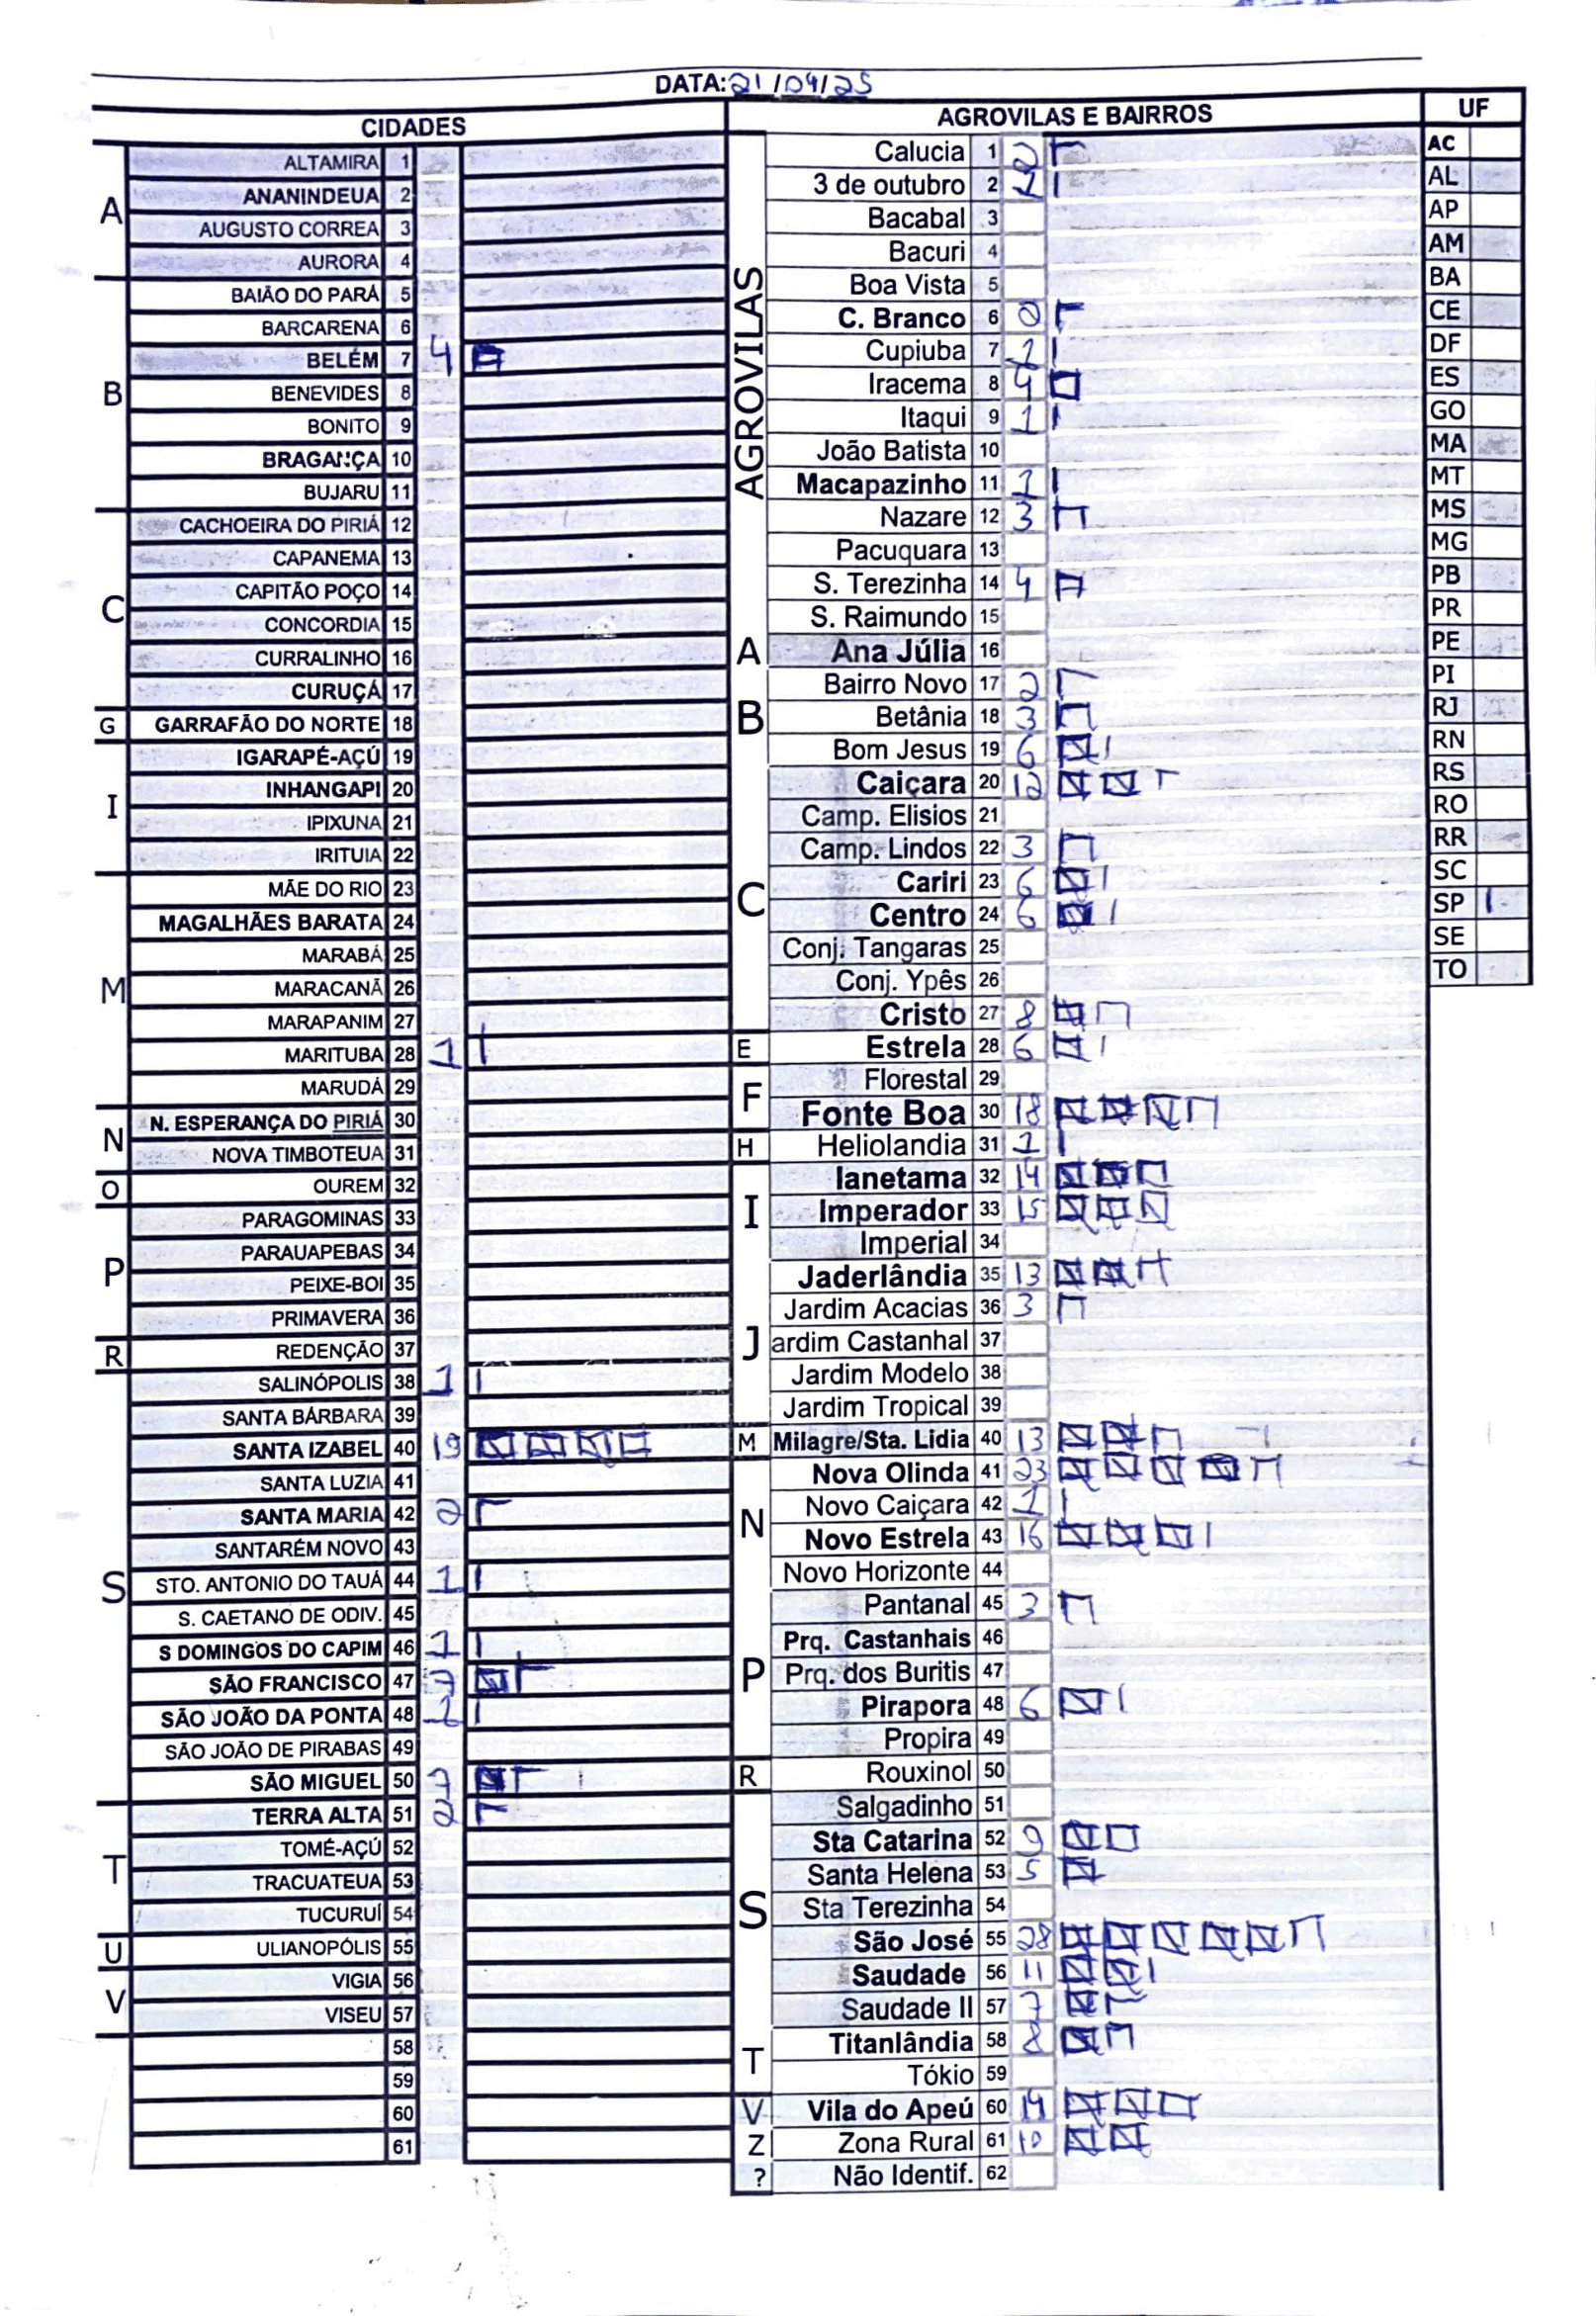 DATA: 21/04/25
CIDADES
A
ALTAMIRA 1
ANANINDEUA 2
AUGUSTO CORREA 3
AURORA 4
B
BAIÃO DO PARÁ 5
BARCARENA 6
BELÉM 7 4
BENEVIDES 8
BONITO 9
BRAGANÇA 10
BUJARU 11
C
CACHOEIRA DO PIRIÁ 12
CAPANEMA 13
CAPITÃO POÇO 14
CONCORDIA 15
CURRALINHO 16
CURUÇÁ 17
G
GARRAFÃO DO NORTE 18
I
IGARAPÉ-AÇÚ 19
INHANGAPI 20
IPIXUNA 21
IRITUIA 22
M
MÃE DO RIO 23
MAGALHÃES BARATA 24
MARABÁ 25
MARACANÃ 26
MARAPANIM 27
MARITUBA 28 1
MARUDÁ 29
N
N. ESPERANÇA DO PIRIÁ 30
NOVA TIMBOTEUA 31
O
OUREM 32
P
PARAGOMINAS 33
PARAUAPEBAS 34
PEIXE-BOI 35
PRIMAVERA 36
R
REDENÇÃO 37
S
SALINÓPOLIS 38 1
SANTA BÁRBARA 39
SANTA IZABEL 40 19
SANTA LUZIA 41
SANTA MARIA 42 2
SANTARÉM NOVO 43
STO. ANTONIO DO TAUÁ 44 1
S. CAETANO DE ODIV. 45
S DOMINGOS DO CAPIM 46 1
SÃO FRANCISCO 47 7
SÃO JOÃO DA PONTA 48 1
SÃO JOÃO DE PIRABAS 49
SÃO MIGUEL 50 7
T
TERRA ALTA 51 2
TOMÉ-AÇÚ 52
TRACUATEUA 53
TUCURUÍ 54
U
ULIANOPÓLIS 55
V
VIGIA 56
VISEU 57
58
59
60
61
AGROVILAS E BAIRROS
AGROVILAS
Calucia 1 2
3 de outubro 2 1
Bacabal 3
Bacuri 4
Boa Vista 5
C. Branco 6 2
Cupiuba 7 1
Iracema 8 4
Itaqui 9 1
João Batista 10
Macapazinho 11 1
Nazare 12 3
Pacuquara 13
S. Terezinha 14 4
S. Raimundo 15
A
Ana Júlia 16
B
Bairro Novo 17 2
Betânia 18 3
Bom Jesus 19 6
C
Caiçara 20 12
Camp. Elisios 21
Camp. Lindos 22 3
Cariri 23 6
Centro 24 6
Conj. Tangaras 25
Conj. Ypês 26
Cristo 27 8
E
Estrela 28 6
F
Florestal 29
Fonte Boa 30 18
H
Heliolandia 31 1
I
Ianetama 32 14
Imperador 33 15
Imperial 34
J
Jaderlândia 35 13
Jardim Acacias 36 3
ardim Castanhal 37
Jardim Modelo 38
Jardim Tropical 39
M
Milagre/Sta. Lidia 40 13
N
Nova Olinda 41 23
Novo Caiçara 42 1
Novo Estrela 43 16
Novo Horizonte 44
P
Pantanal 45 3
Prq. Castanhais 46
Prq. dos Buritis 47
Pirapora 48 6
Propira 49
R
Rouxinol 50
S
Salgadinho 51
Sta Catarina 52 9
Santa Helena 53 5
Sta Terezinha 54
São José 55 28
Saudade 56 11
Saudade II 57 7
T
Titanlândia 58 8
Tókio 59
V
Vila do Apeú 60 14
Z
Zona Rural 61 10
?
Não Identif. 62
UF
AC
AL
AP
AM
BA
CE
DF
ES
GO
MA
MT
MS
MG
PB
PR
PE
PI
RJ
RN
RS
RO
RR
SC
SP 1
SE
TO